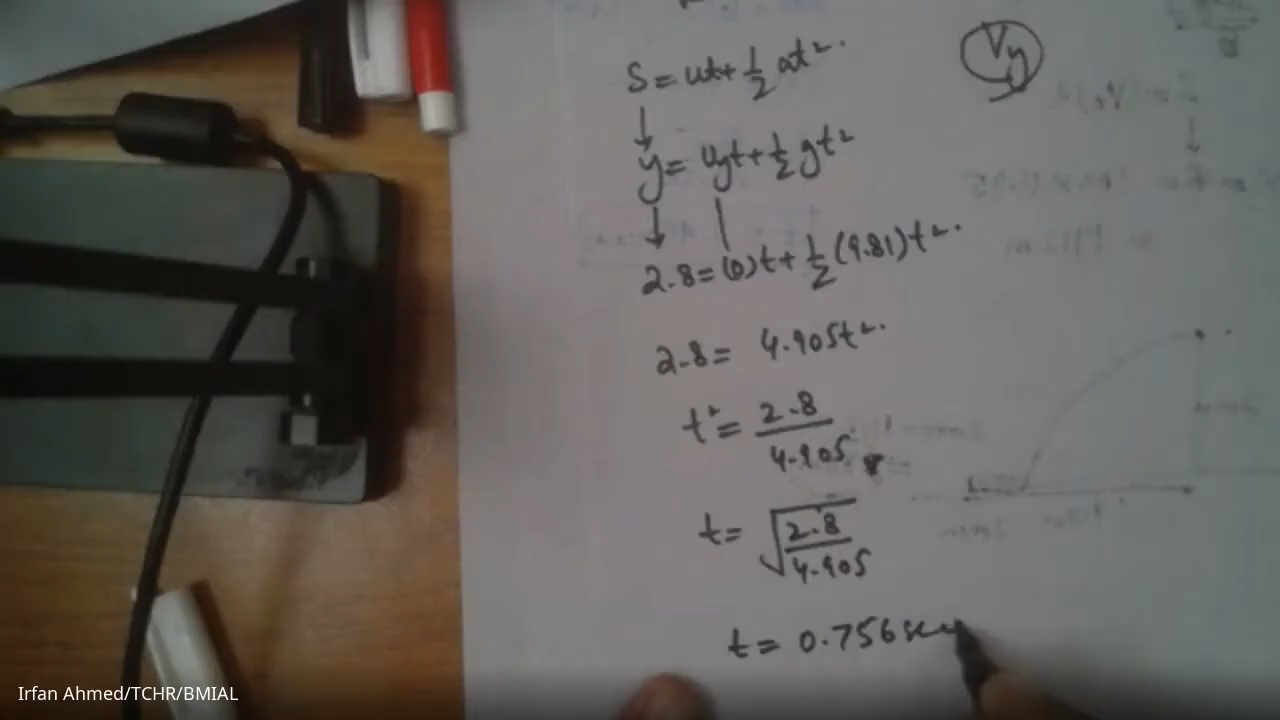 Vy
S = ut + 1/2 at².
y = Uyt + 1/2 gt²
2.8 = (0)t + 1/2 (9.81)t².
2.8 = 4.905t².
t² = 2.8/4.905
t = √(2.8/4.905)
t = 0.756 sec
Irfan Ahmed/TCHR/BMIAL